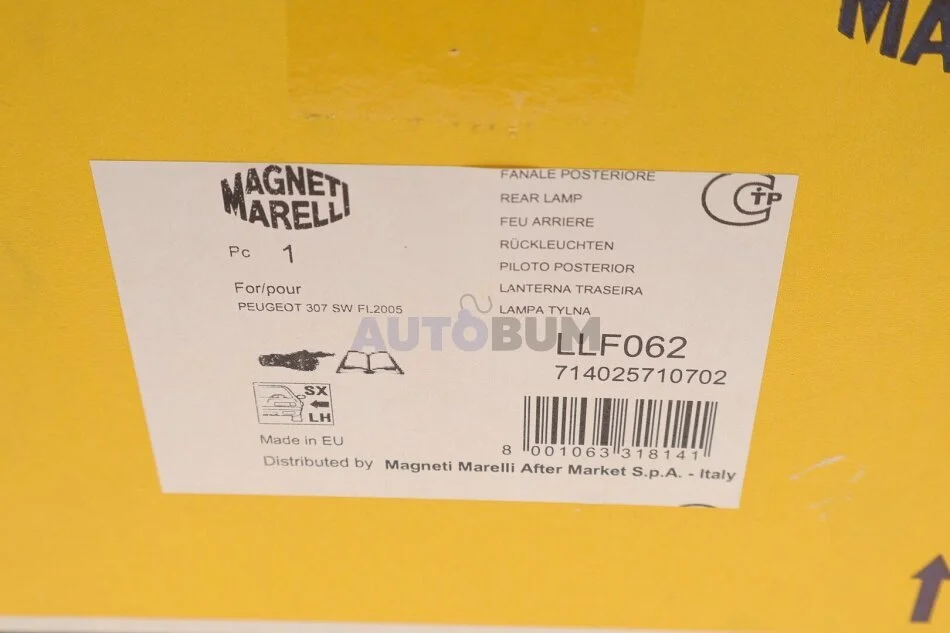 MA
MAGNETI
MARELLI
FANALE POSTERIORE
REAR LAMP
FEU ARRIERE
RÜCKLEUCHTEN
PILOTO POSTERIOR
LANTERNA TRASEIRA
LAMPA TYLNA
TP
Pc 1
For/pour
PEUGEOT 307 SW FL2005
AUTOBUM
LLF062
714025710702
SX
LH
8 001063 318141
Made in EU
Distributed by Magneti Marelli After Market S.p.A. - Italy